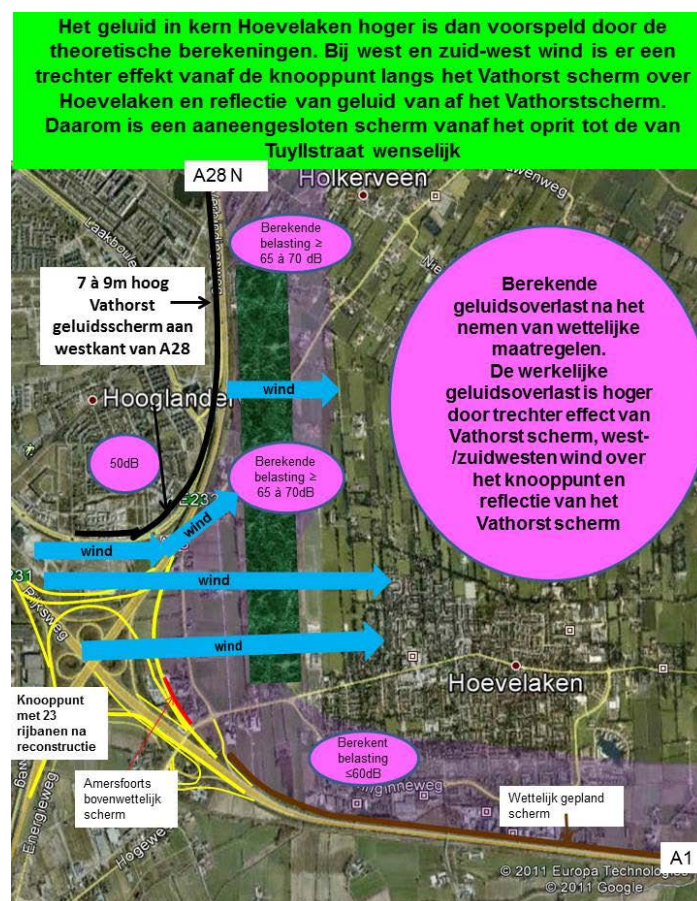 Het geluid in kern Hoevelaken hoger is dan voorspeld door de
theoretische berekeningen. Bij west en zuid-west wind is er een
trechter effekt vanaf de knooppunt langs het Vathorst scherm over
Hoevelaken en reflectie van geluid van af het Vathorstscherm.
Daarom is een aaneengesloten scherm vanaf het oprit tot de van
Tuyllstraat wenselijk
A28 N
Holkerveen
Laakboule
Berekende
belasting ≥
65 à 70 dB
7 à 9m hoog
Vathorst
geluidsscherm aan
westkant van A28
Berekende
geluidsoverlast na het
nemen van wettelijke
maatregelen.
De werkelijke
geluidsoverlast is hoger
door trechter effect van
Vathorst scherm, west-
/zuidwesten wind over
het knooppunt en
reflectie van het
Vathorst scherm
wind
Hooglander
50dB
Berekende
belasting ≥
65 à 70dB
E232
wind
wind
231
wind
Rijksweg
wind
Hoevelaken
Knooppunt
met 23
rijbanen na
reconstructie
Berekent
belasting
≤60dB
Amersfoorts
bovenwettelijk
scherm
Wettelijk gepland
scherm
Energieweg
Hogeweg
A1
© 2011 Europa Technologies
© 2011 Google